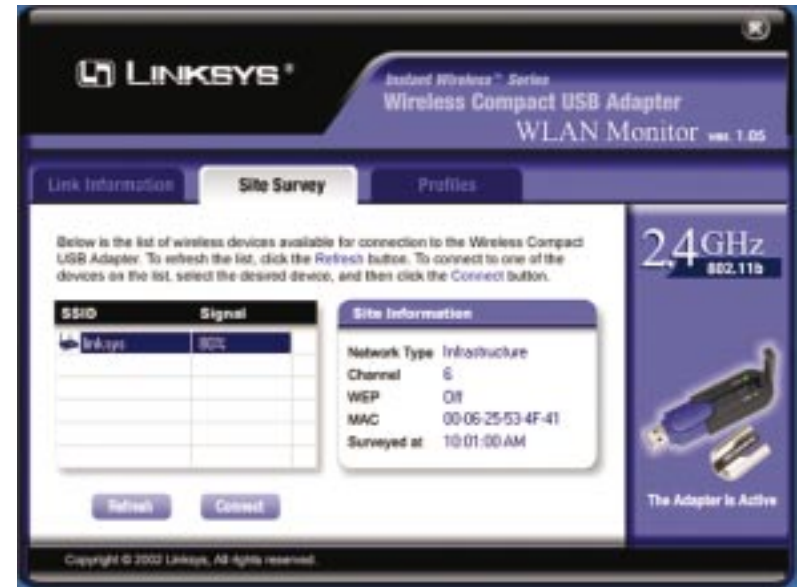 LINKSYS®
Instant Wireless™ Series
Wireless Compact USB Adapter
WLAN Monitor ver. 1.05
Link Information Site Survey Profiles
Below is the list of wireless devices available for connection to the Wireless Compact
USB Adapter. To refresh the list, click the Refresh button. To connect to one of the
devices on the list, select the desired device, and then click the Connect button.
2.4GHz
802.11b
SSID Signal
linksys 80%
Site Information
Network Type Infrastructure
Channel 6
WEP Off
MAC 00-06-25-53-4F-41
Surveyed at 10:01:00 AM
Refresh Connect
The Adapter Is Active
Copyright © 2002 Linksys, All rights reserved.